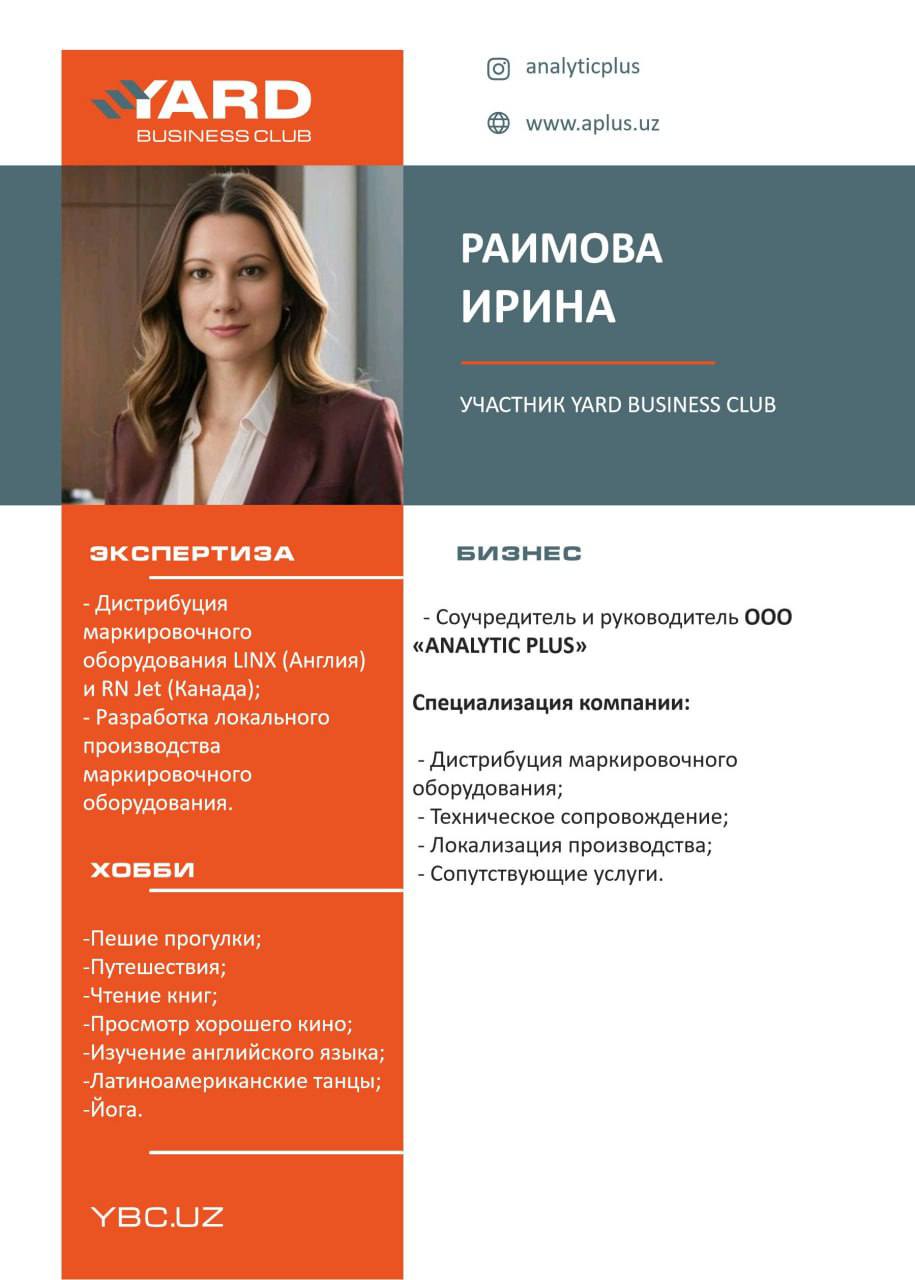 YARD
BUSINESS CLUB
analyticplus
www.aplus.uz
РАИМОВА
ИРИНА
УЧАСТНИК YARD BUSINESS CLUB
ЭКСПЕРТИЗА
- Дистрибуция
маркировочного
оборудования LINX (Англия)
и RN Jet (Канада);
- Разработка локального
производства
маркировочного
оборудования.
ХОББИ
-Пешие прогулки;
-Путешествия;
-Чтение книг;
-Просмотр хорошего кино;
-Изучение английского языка;
-Латиноамериканские танцы;
-Йога.
YBC.UZ
БИЗНЕС
- Соучредитель и руководитель ООО
«ANALYTIC PLUS»
Специализация компании:
- Дистрибуция маркировочного
оборудования;
- Техническое сопровождение;
- Локализация производства;
- Сопутствующие услуги.